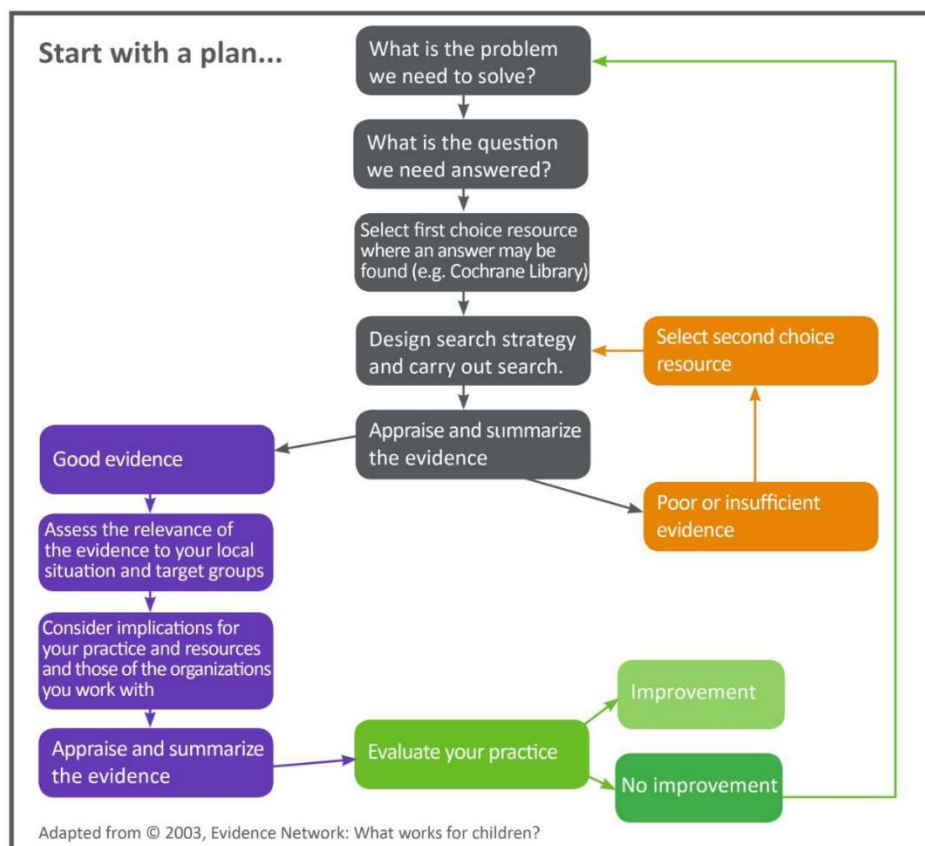 Start with a plan...
What is the problem
we need to solve?
What is the question
we need answered?
Select first choice resource
where an answer may be
found (e.g. Cochrane Library)
Design search strategy
and carry out search.
Select second choice
resource
Appraise and summarize
the evidence
Good evidence
Poor or insufficient
evidence
Assess the relevance of
the evidence to your local
situation and target groups
Consider implications for
your practice and resources
and those of the organizations
you work with
Appraise and summarize
the evidence
Evaluate your practice
Improvement
No improvement
Adapted from © 2003, Evidence Network: What works for children?